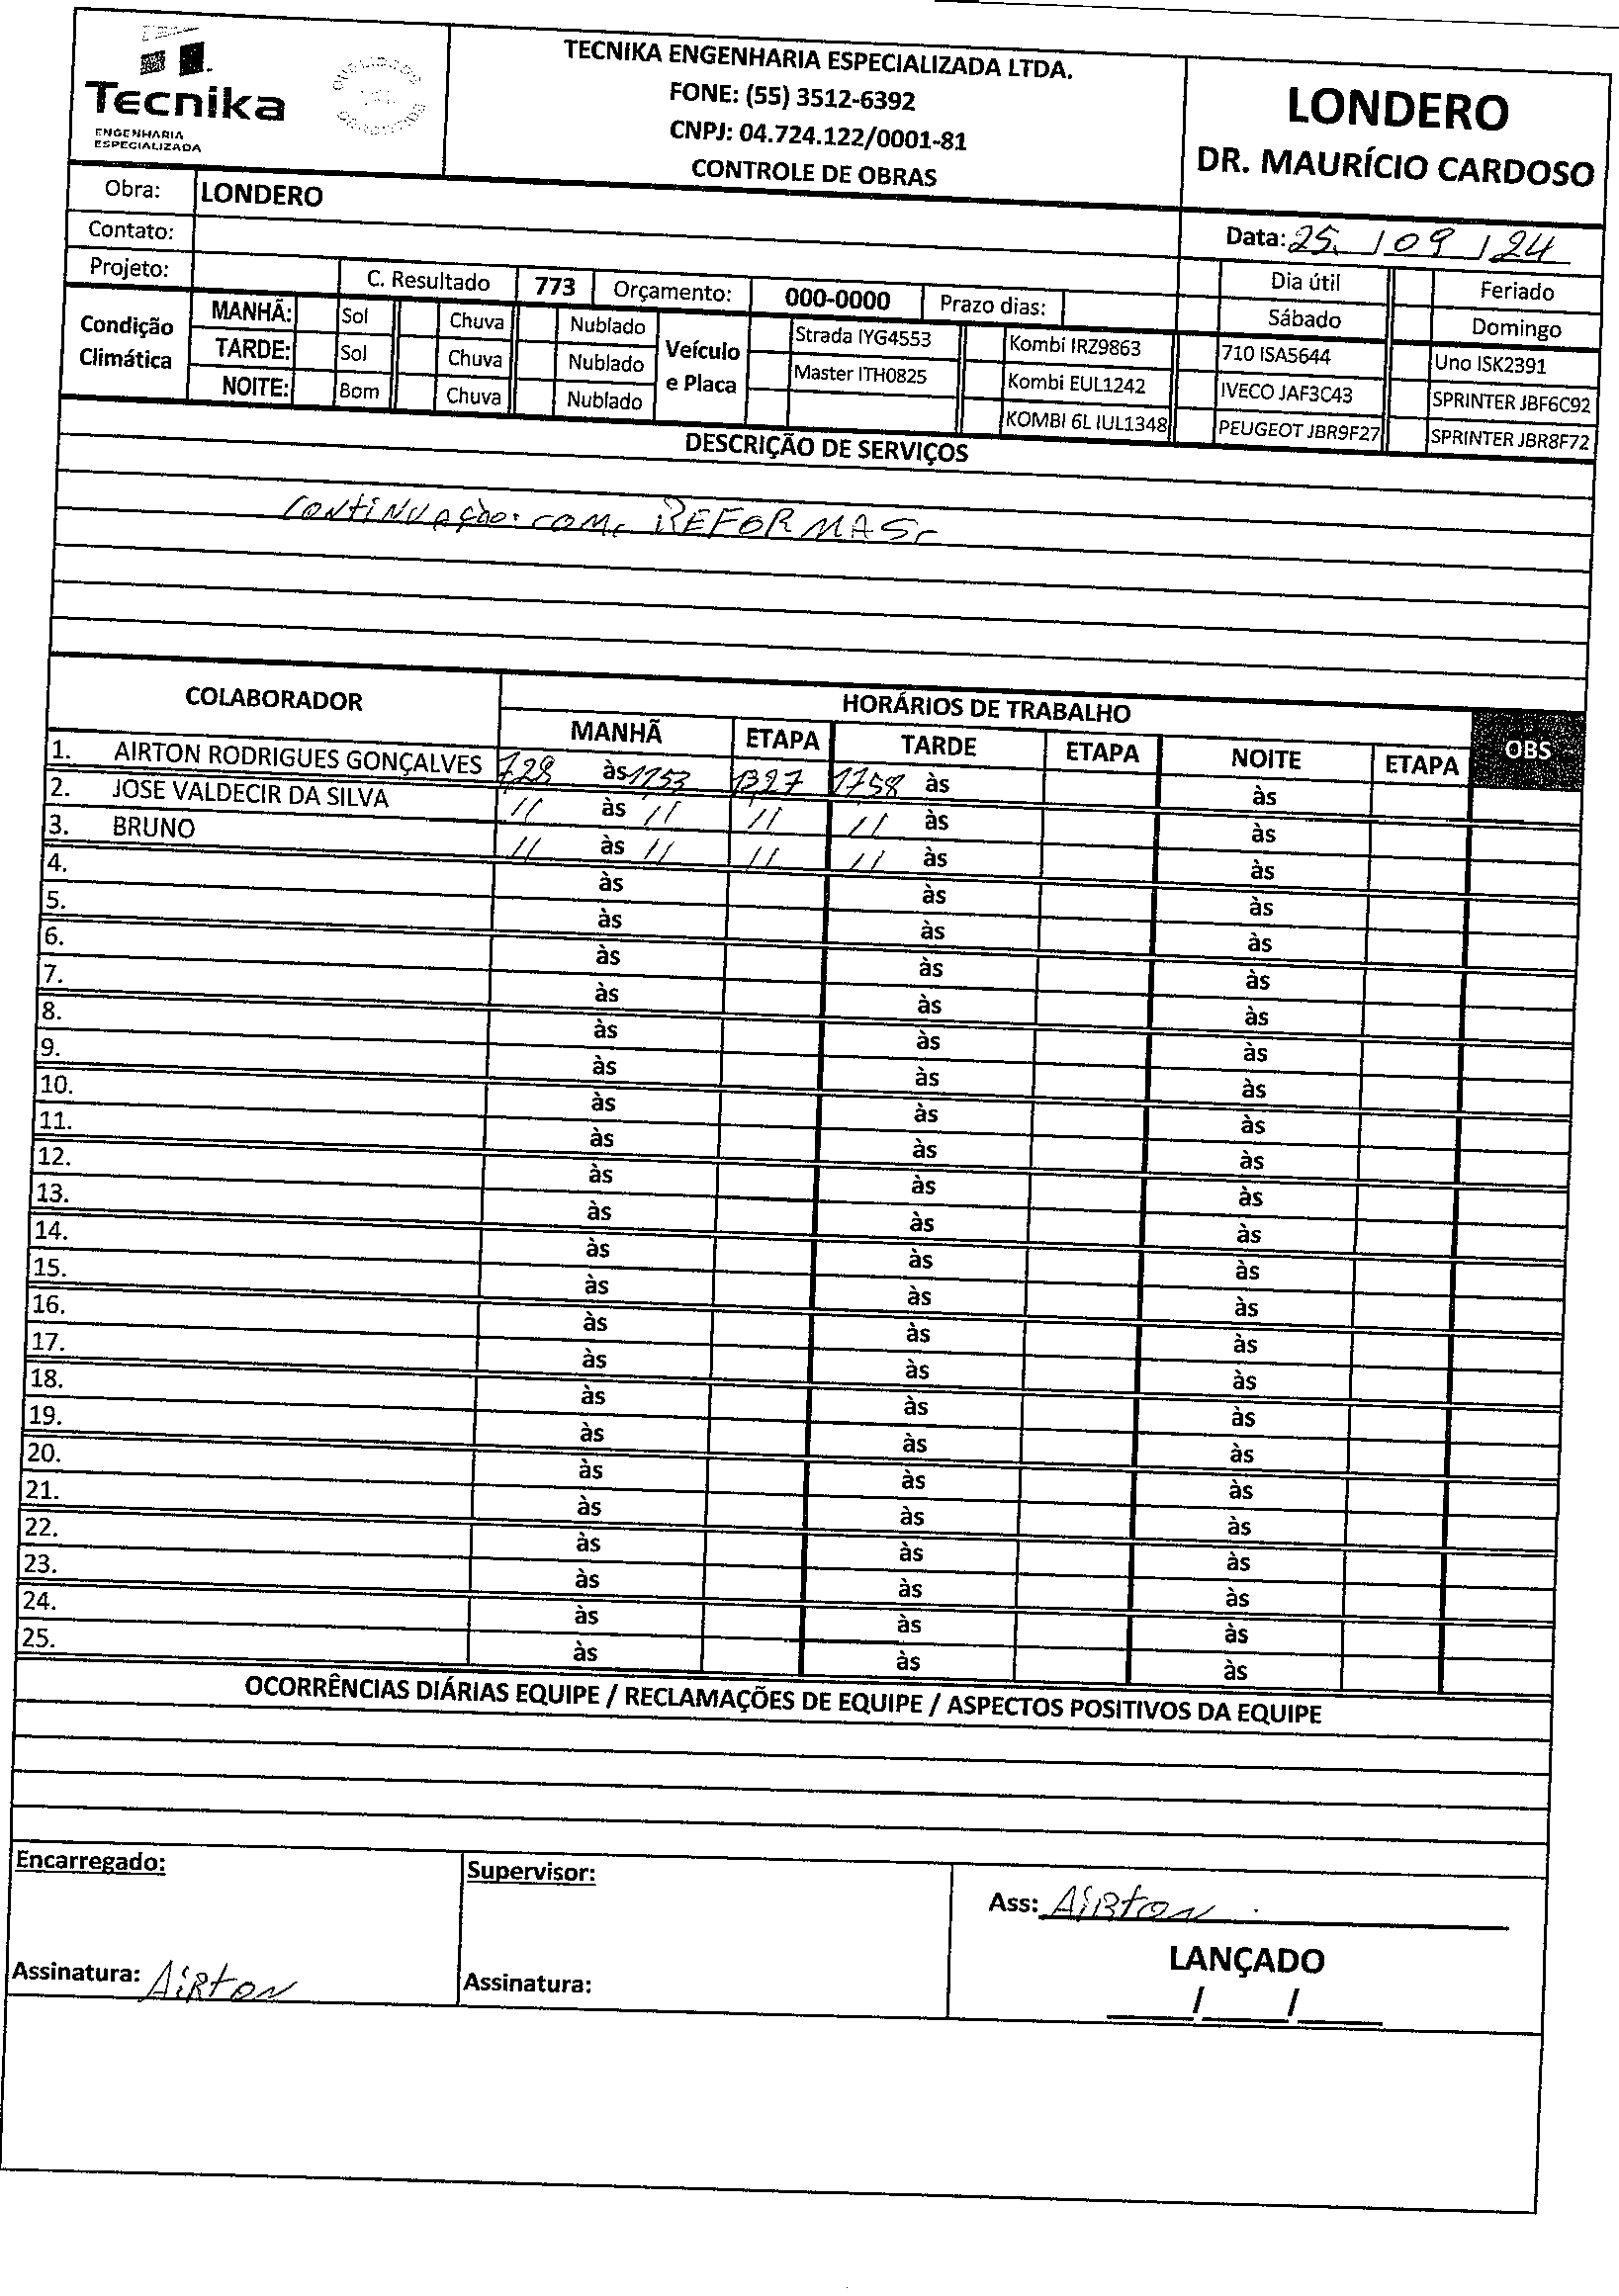 Tecnika
ENGENHARIA
ESPECIALIZADA
TECNIKA ENGENHARIA ESPECIALIZADA LTDA.
FONE: (55) 3512-6392
CNPJ: 04.724.122/0001-81
CONTROLE DE OBRAS
LONDERO
DR. MAURÍCIO CARDOSO
Obra: LONDERO
Contato:
Data: 25 / 09 / 24
Projeto: C. Resultado 773 Orçamento: 000-0000 Prazo dias: Dia útil Feriado
Sábado Domingo
Condição Climática
MANHÃ: Sol Chuva Nublado
TARDE: Sol Chuva Nublado
NOITE: Bom Chuva Nublado
Veículo e Placa
Strada IYG4553 Kombi IRZ9863 710 ISA5644 Uno ISK2391
Master ITH0825 Kombi EUL1242 IVECO JAF3C43 SPRINTER JBF6C92
KOMBI 6L IUL1348 PEUGEOT JBR9F27 SPRINTER JBR8F72
DESCRIÇÃO DE SERVIÇOS
CONTINUAÇÃO. COM. REFORMAS
COLABORADOR HORÁRIOS DE TRABALHO OBS
MANHÃ ETAPA TARDE ETAPA NOITE ETAPA
1. AIRTON RODRIGUES GONÇALVES 728 às 1153 1327 1758 às às
2. JOSE VALDECIR DA SILVA // às // // // às às
3. BRUNO // às // // // às às
4. às às às
5. às às às
6. às às às
7. às às às
8. às às às
9. às às às
10. às às às
11. às às às
12. às às às
13. às às às
14. às às às
15. às às às
16. às às às
17. às às às
18. às às às
19. às às às
20. às às às
21. às às às
22. às às às
23. às às às
24. às às às
25. às às às
OCORRÊNCIAS DIÁRIAS EQUIPE / RECLAMAÇÕES DE EQUIPE / ASPECTOS POSITIVOS DA EQUIPE
Encarregado:
Supervisor:
Ass: AIRTON
LANÇADO
Assinatura: AIRTON
Assinatura:
___/___/___